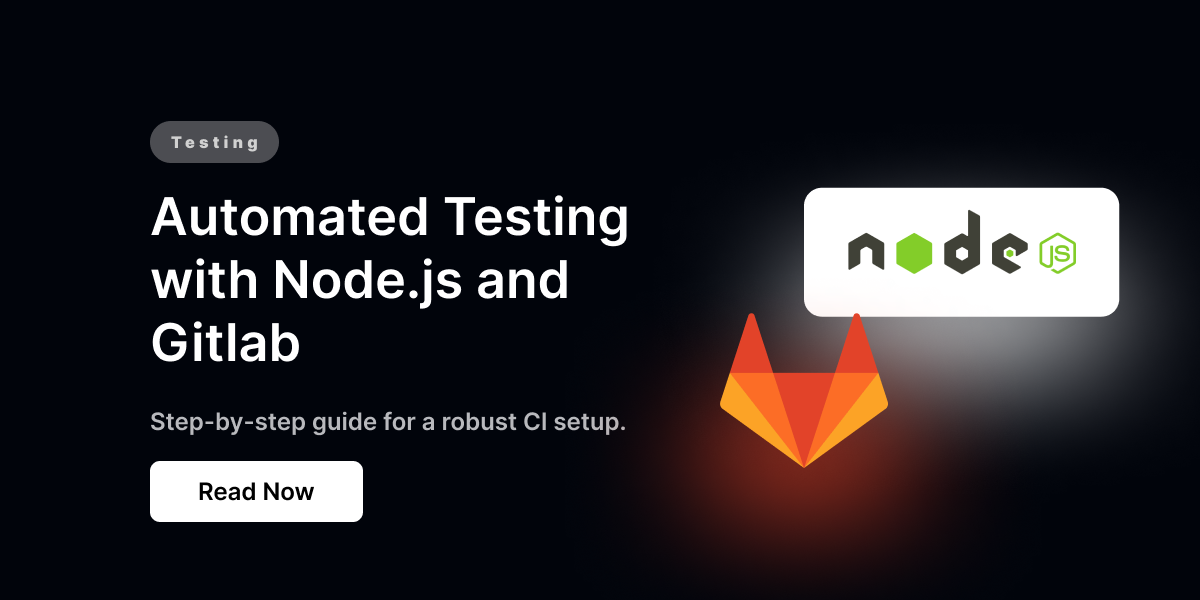 Testing
Automated Testing
with Node.js and
Gitlab
Step-by-step guide for a robust CI setup.
Read Now
node JS